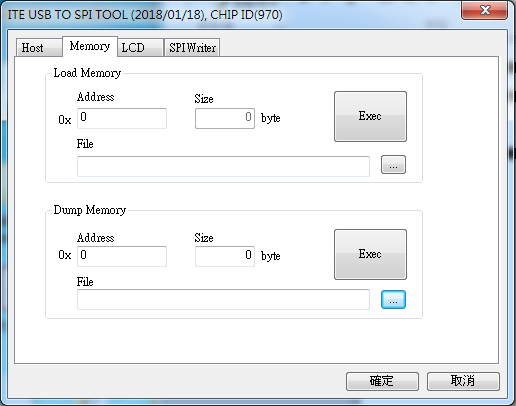 ITE USB TO SPI TOOL (2018/01/18), CHIP ID(970)
Host Memory LCD SPI Writer
Load Memory
Address Size
0x 0 0 byte Exec
File
...
Dump Memory
Address Size
0x 0 0 byte Exec
File
...
確定 取消